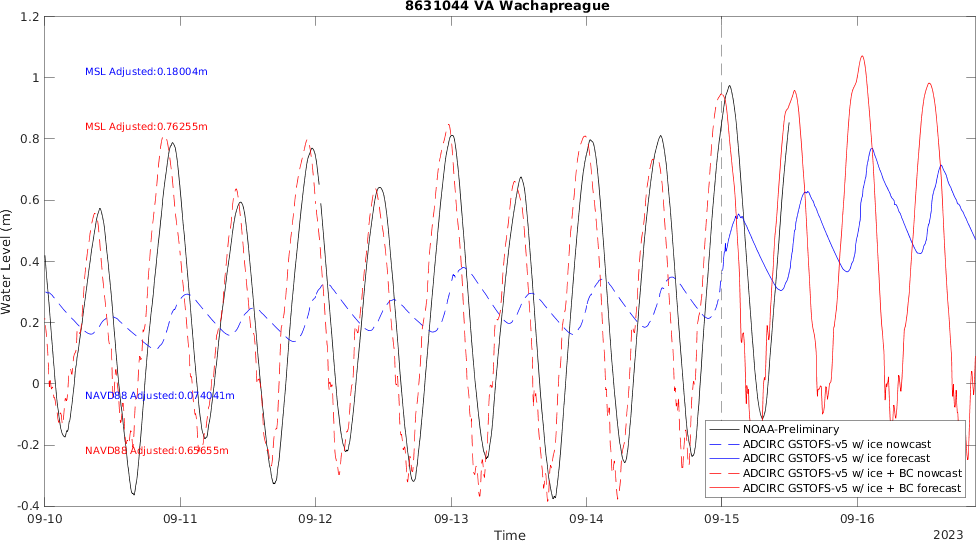 8631044 VA Wachapreague
1.2
1
0.8
0.6
0.4
0.2
0
-0.2
-0.4
Water Level (m)
MSL Adjusted:0.18004m
MSL Adjusted:0.76255m
NAVD88 Adjusted:0.074041m
NAVD88 Adjusted:0.65655m
NOAA-Preliminary
ADCIRC GSTOFS-v5 w/ ice nowcast
ADCIRC GSTOFS-v5 w/ ice forecast
ADCIRC GSTOFS-v5 w/ ice + BC nowcast
ADCIRC GSTOFS-v5 w/ ice + BC forecast
09-10 09-11 09-12 09-13 09-14 09-15 09-16
Time
2023